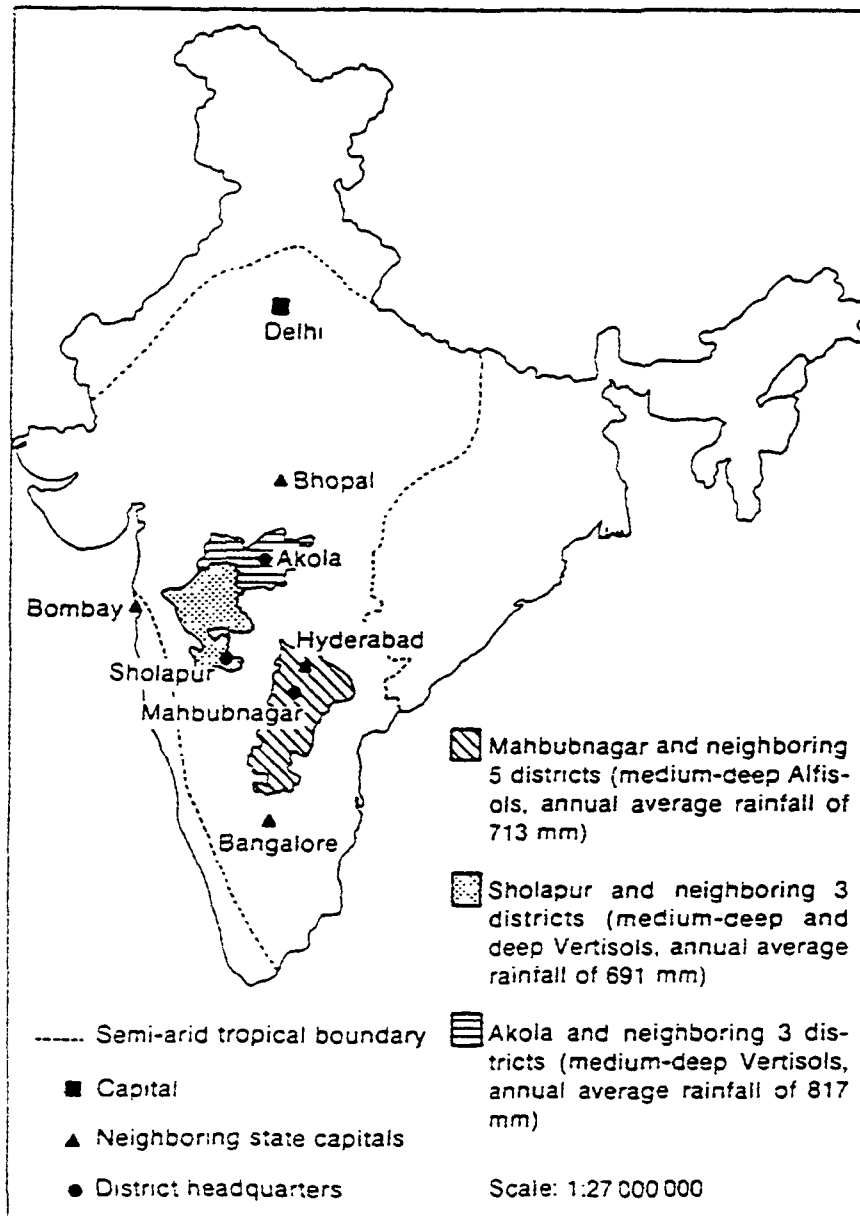 Delhi
Bhopal
Akola
Bombay
Hyderabad
Sholapur
Mahbubnagar
Bangalore
Mahbubnagar and neighboring
5 districts (medium-deep Alfis-
ols, annual average rainfall of
713 mm)
Sholapur and neighboring 3
districts (medium-deep and
deep Vertisols, annual average
rainfall of 691 mm)
Akola and neighboring 3 dis-
tricts (medium-deep Vertisols,
annual average rainfall of 817
mm)
Semi-arid tropical boundary
Capital
Neighboring state capitals
District headquarters
Scale: 1:27 000 000